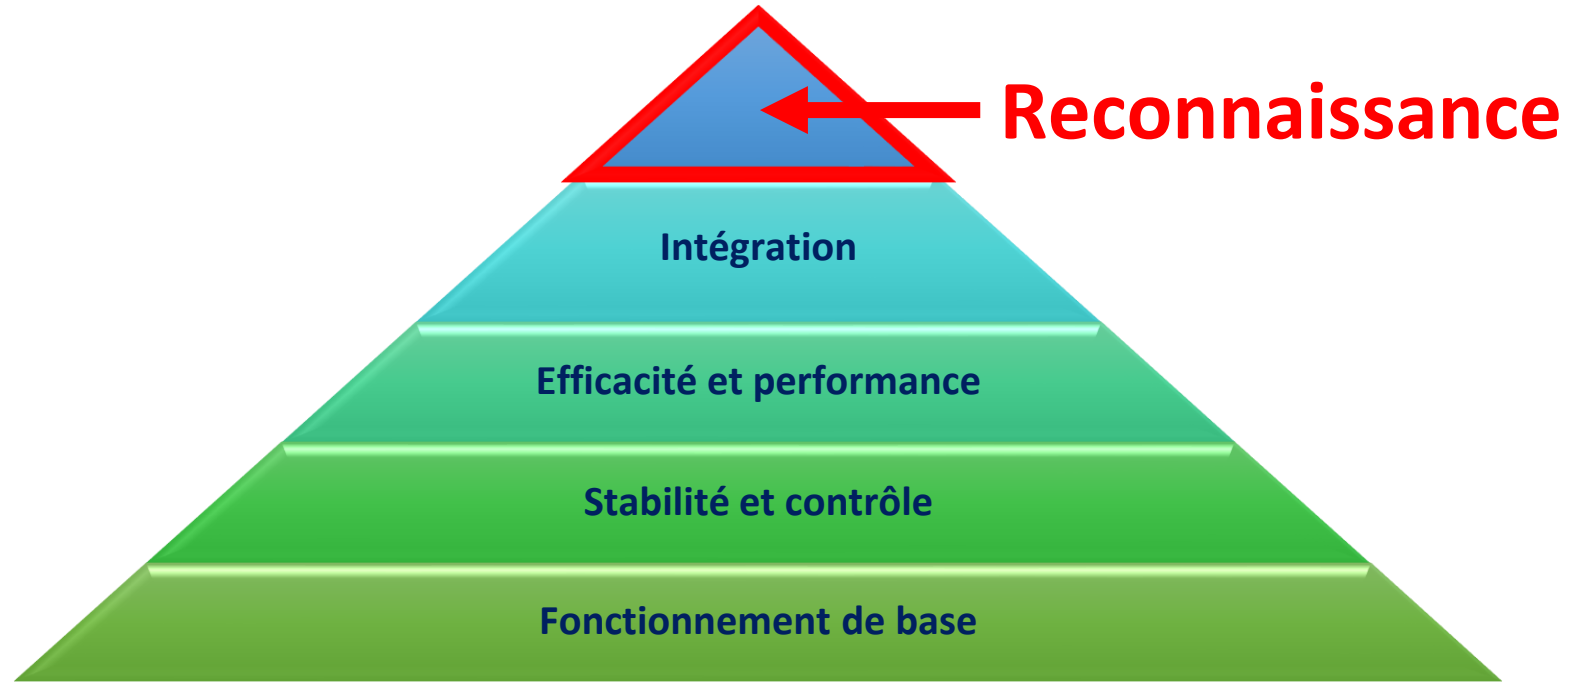 Reconnaissance
Intégration
Efficacité et performance
Stabilité et contrôle
Fonctionnement de base